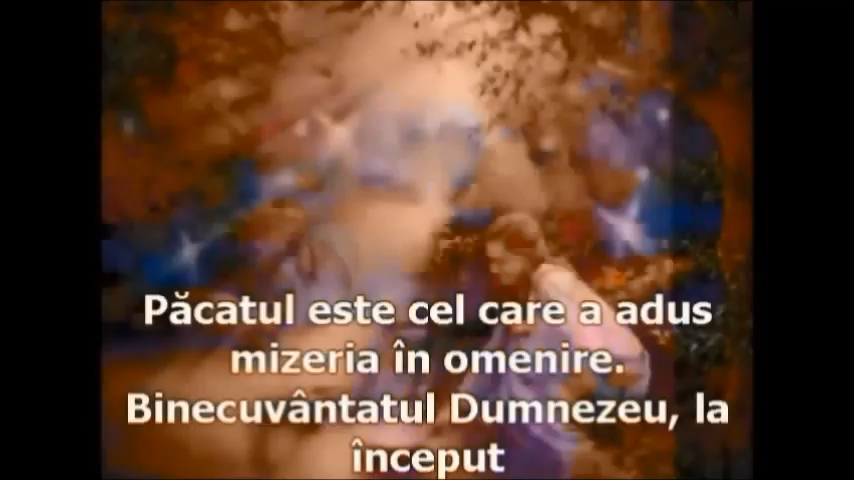 Păcatul este cel care a adus
mizeria în omenire.
Binecuvântatul Dumnezeu, la
început